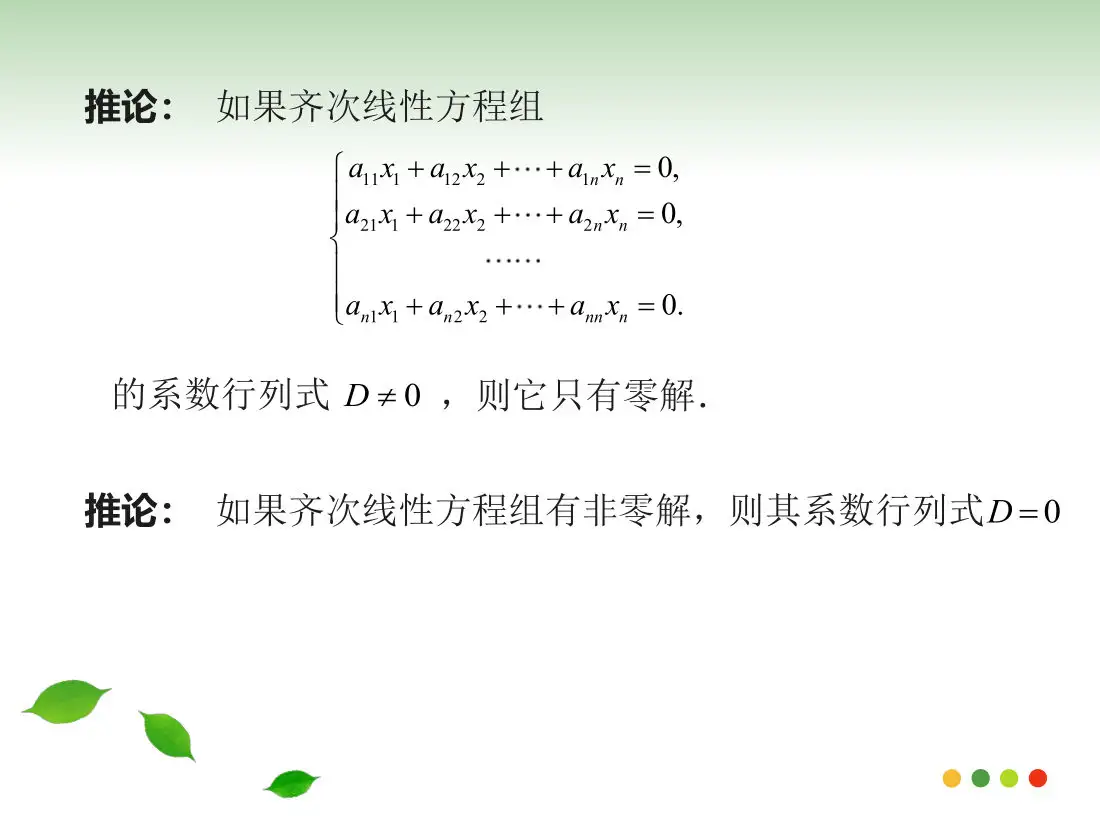 推论： 如果齐次线性方程组
a₁₁x₁ + a₁₂x₂ + ⋯ + a₁ₙxₙ = 0,
a₂₁x₁ + a₂₂x₂ + ⋯ + a₂ₙxₙ = 0,
⋯⋯
aₙ₁x₁ + aₙ₂x₂ + ⋯ + aₙₙxₙ = 0.
的系数行列式 D ≠ 0 ，则它只有零解．
推论： 如果齐次线性方程组有非零解，则其系数行列式D = 0